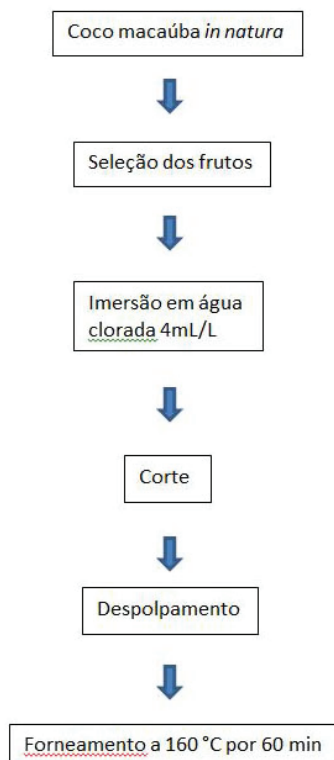 Coco macaúba in natura
Seleção dos frutos
Imersão em água
clorada 4mL/L
Corte
Despolpamento
Forneamento a 160 °C por 60 min